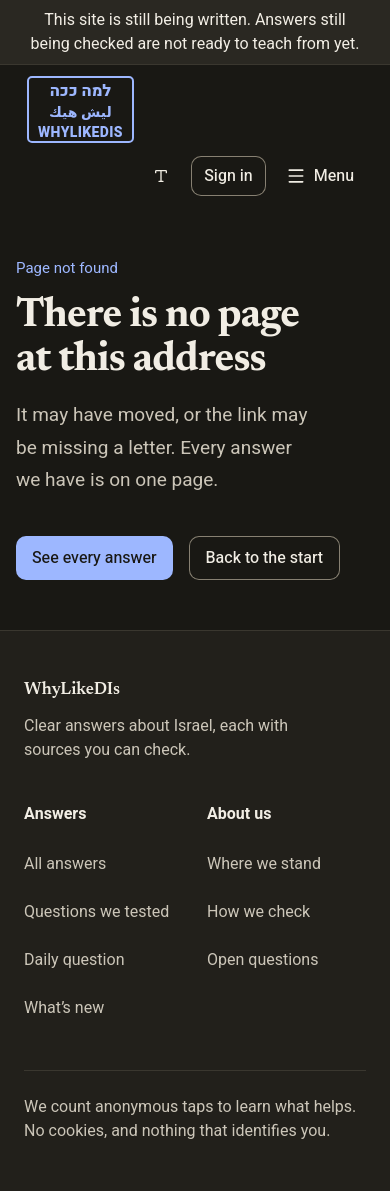 This site is still being written. Answers still
being checked are not ready to teach from yet.
למה ככה
ليش هيك
WHYLIKEDIS
T
Sign in
Menu
Page not found
There is no page
at this address
It may have moved, or the link may
be missing a letter. Every answer
we have is on one page.
See every answer
Back to the start
WhyLikeDIs
Clear answers about Israel, each with
sources you can check.
Answers
About us
All answers
Where we stand
Questions we tested
How we check
Daily question
Open questions
What’s new
We count anonymous taps to learn what helps.
No cookies, and nothing that identifies you.